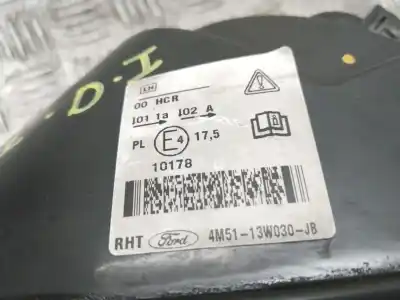 D.I
LH
00 HCR
101 1a 102 A
PL E4 17,5
10178
RHT Ford 4M51-13W030-JB